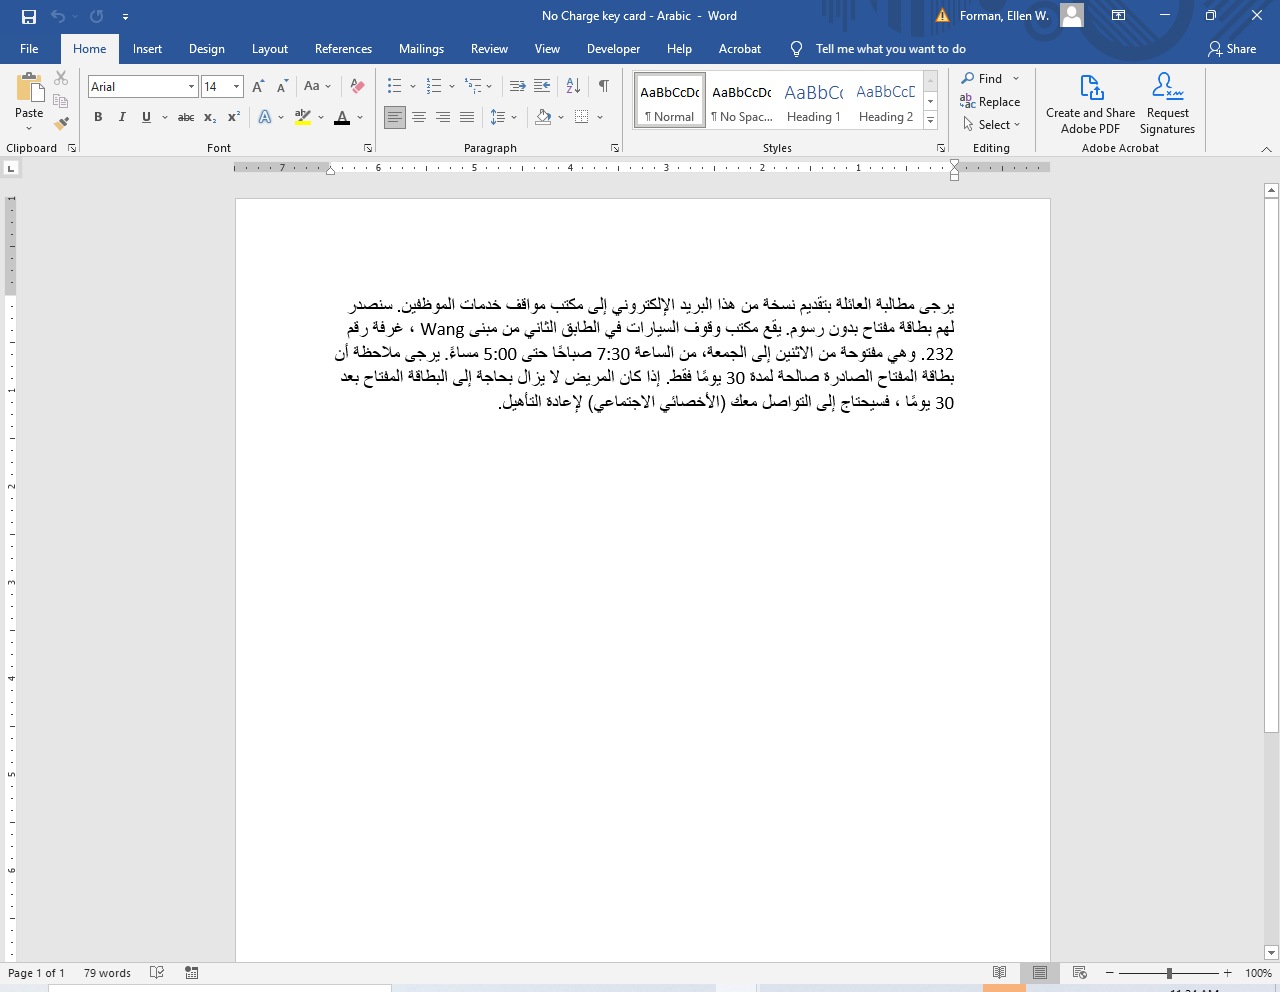 No Charge key card - Arabic - Word
Forman, Ellen W.
File Home Insert Design Layout References Mailings Review View Developer Help Acrobat Tell me what you want to do Share
Paste
Clipboard
Arial 14
Font
Paragraph
AaBbCcDc AaBbCcDc AaBbCc AaBbCcD
¶ Normal ¶ No Spac... Heading 1 Heading 2
Styles
Find
Replace
Select
Editing
Create and Share Adobe PDF
Request Signatures
Adobe Acrobat
7 6 5 4 3 2 1
يرجى مطالبة العائلة بتقديم نسخة من هذا البريد الإلكتروني إلى مكتب مواقف خدمات الموظفين. سنصدر
لهم بطاقة مفتاح بدون رسوم. يقع مكتب وقوف السيارات في الطابق الثاني من مبنى Wang ، غرفة رقم
232. وهي مفتوحة من الاثنين إلى الجمعة، من الساعة 7:30 صباحًا حتى 5:00 مساءً. يرجى ملاحظة أن
بطاقة المفتاح الصادرة صالحة لمدة 30 يومًا فقط. إذا كان المريض لا يزال بحاجة إلى البطاقة المفتاح بعد
30 يومًا ، فسيحتاج إلى التواصل معك (الأخصائي الاجتماعي) لإعادة التأهيل.
Page 1 of 1 79 words
100%